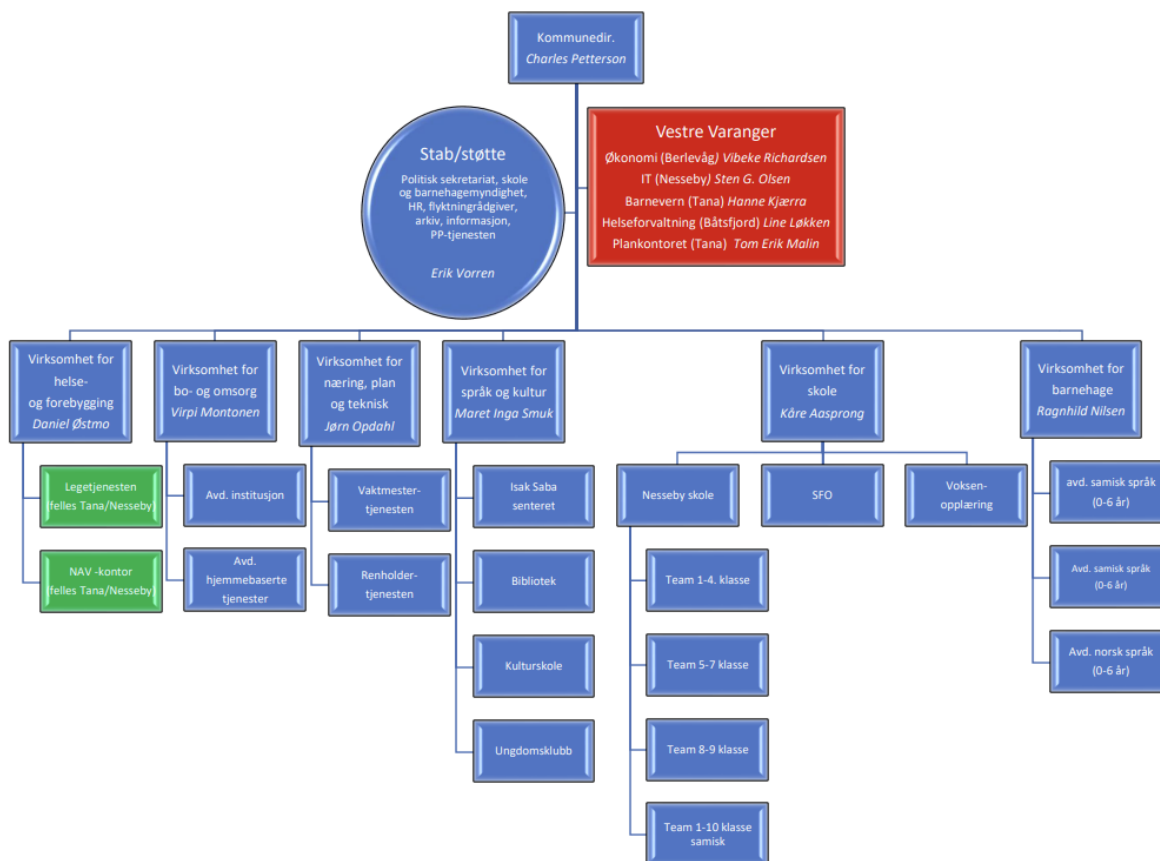 Kommunedir.
Charles Petterson
Stab/støtte
Politisk sekretariat, skole
og barnehagemyndighet,
HR, flyktningrådgiver,
arkiv, informasjon,
PP-tjenesten
Erik Vorren
Vestre Varanger
Økonomi (Berlevåg) Vibeke Richardsen
IT (Nesseby) Sten G. Olsen
Barnevern (Tana) Hanne Kjærra
Helseforvaltning (Båtsfjord) Line Løkken
Plankontoret (Tana) Tom Erik Malin
Virksomhet for
helse-
og forebygging
Daniel Østmo
Legetjenesten
(felles Tana/Nesseby)
NAV -kontor
felles Tana/Nesseby)
Virksomhet for
bo- og omsorg
Virpi Montonen
Avd. institusjon
Avd.
hjemmebaserte
tjenester
Virksomhet for
næring, plan
og teknisk
Jørn Opdahl
Vaktmester-
tjenesten
Renholder-
tjenesten
Virksomhet for
språk og kultur
Maret Inga Smuk
Isak Saba
senteret
Bibliotek
Kulturskole
Ungdomsklubb
Virksomhet for
skole
Kåre Aasprong
Nesseby skole
Team 1-4. klasse
Team 5-7 klasse
Team 8-9 klasse
Team 1-10 klasse
samisk
SFO
Voksen-
opplæring
Virksomhet for
barnehage
Ragnhild Nilsen
avd. samisk språk
(0-6 år)
Avd. samisk språk
(0-6 år)
Avd. norsk språk
(0-6 år)